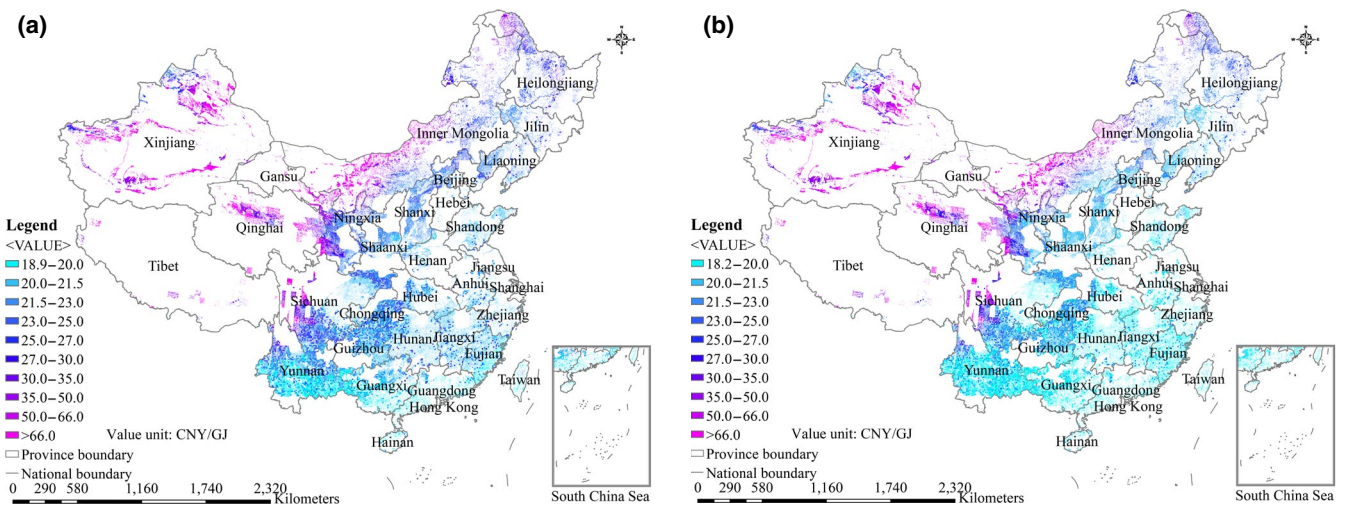 (a)
N
W
E
S
Heilongjiang
Jilin
Inner Mongolia
Liaoning
Xinjiang
Gansu
Beijing
Hebei
Shanxi
Ningxia
Shandong
Qinghai
Shaanxi
Henan
Jiangsu
Tibet
Anhui
Shanghai
Hubei
Sichuan
Chongqing
Zhejiang
Hunan
Jiangxi
Guizhou
Fujian
Yunnan
Guangxi
Guangdong
Taiwan
Hong Kong
Hainan
Legend
<VALUE>
18.9–20.0
20.0–21.5
21.5–23.0
23.0–25.0
25.0–27.0
27.0–30.0
30.0–35.0
35.0–50.0
50.0–66.0
>66.0
Value unit: CNY/GJ
Province boundary
National boundary
0 290 580 1,160 1,740 2,320
Kilometers
South China Sea
(b)
N
W
E
S
Heilongjiang
Jilin
Inner Mongolia
Liaoning
Xinjiang
Gansu
Beijing
Hebei
Shanxi
Ningxia
Shandong
Qinghai
Shaanxi
Henan
Jiangsu
Tibet
Anhui
Shanghai
Hubei
Sichuan
Chongqing
Zhejiang
Hunan
Jiangxi
Guizhou
Fujian
Yunnan
Guangxi
Guangdong
Taiwan
Hong Kong
Hainan
Legend
<VALUE>
18.2–20.0
20.0–21.5
21.5–23.0
23.0–25.0
25.0–27.0
27.0–30.0
30.0–35.0
35.0–50.0
50.0–66.0
>66.0
Value unit: CNY/GJ
Province boundary
National boundary
0 290 580 1,160 1,740 2,320
Kilometers
South China Sea